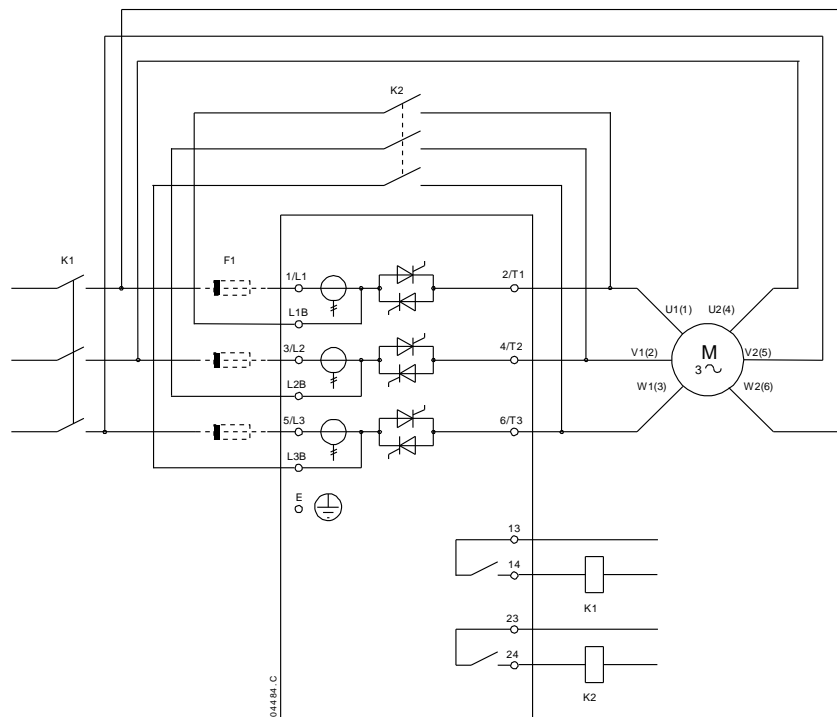 K2
K1
F1
1/L1
2/T1
L1B
U1(1)
U2(4)
3/L2
4/T2
V1(2)
M
3
V2(5)
L2B
W1(3)
W2(6)
5/L3
6/T3
L3B
E
13
14
K1
23
24
K2
04484.C